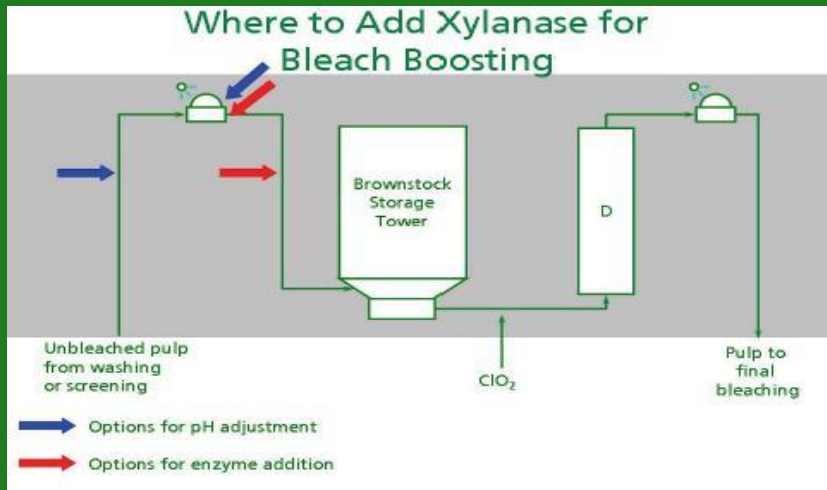 Where to Add Xylanase for
Bleach Boosting
Brownstock
Storage
Tower
D
Unbleached pulp
from washing
or screening
ClO₂
Pulp to
final
bleaching
Options for pH adjustment
Options for enzyme addition